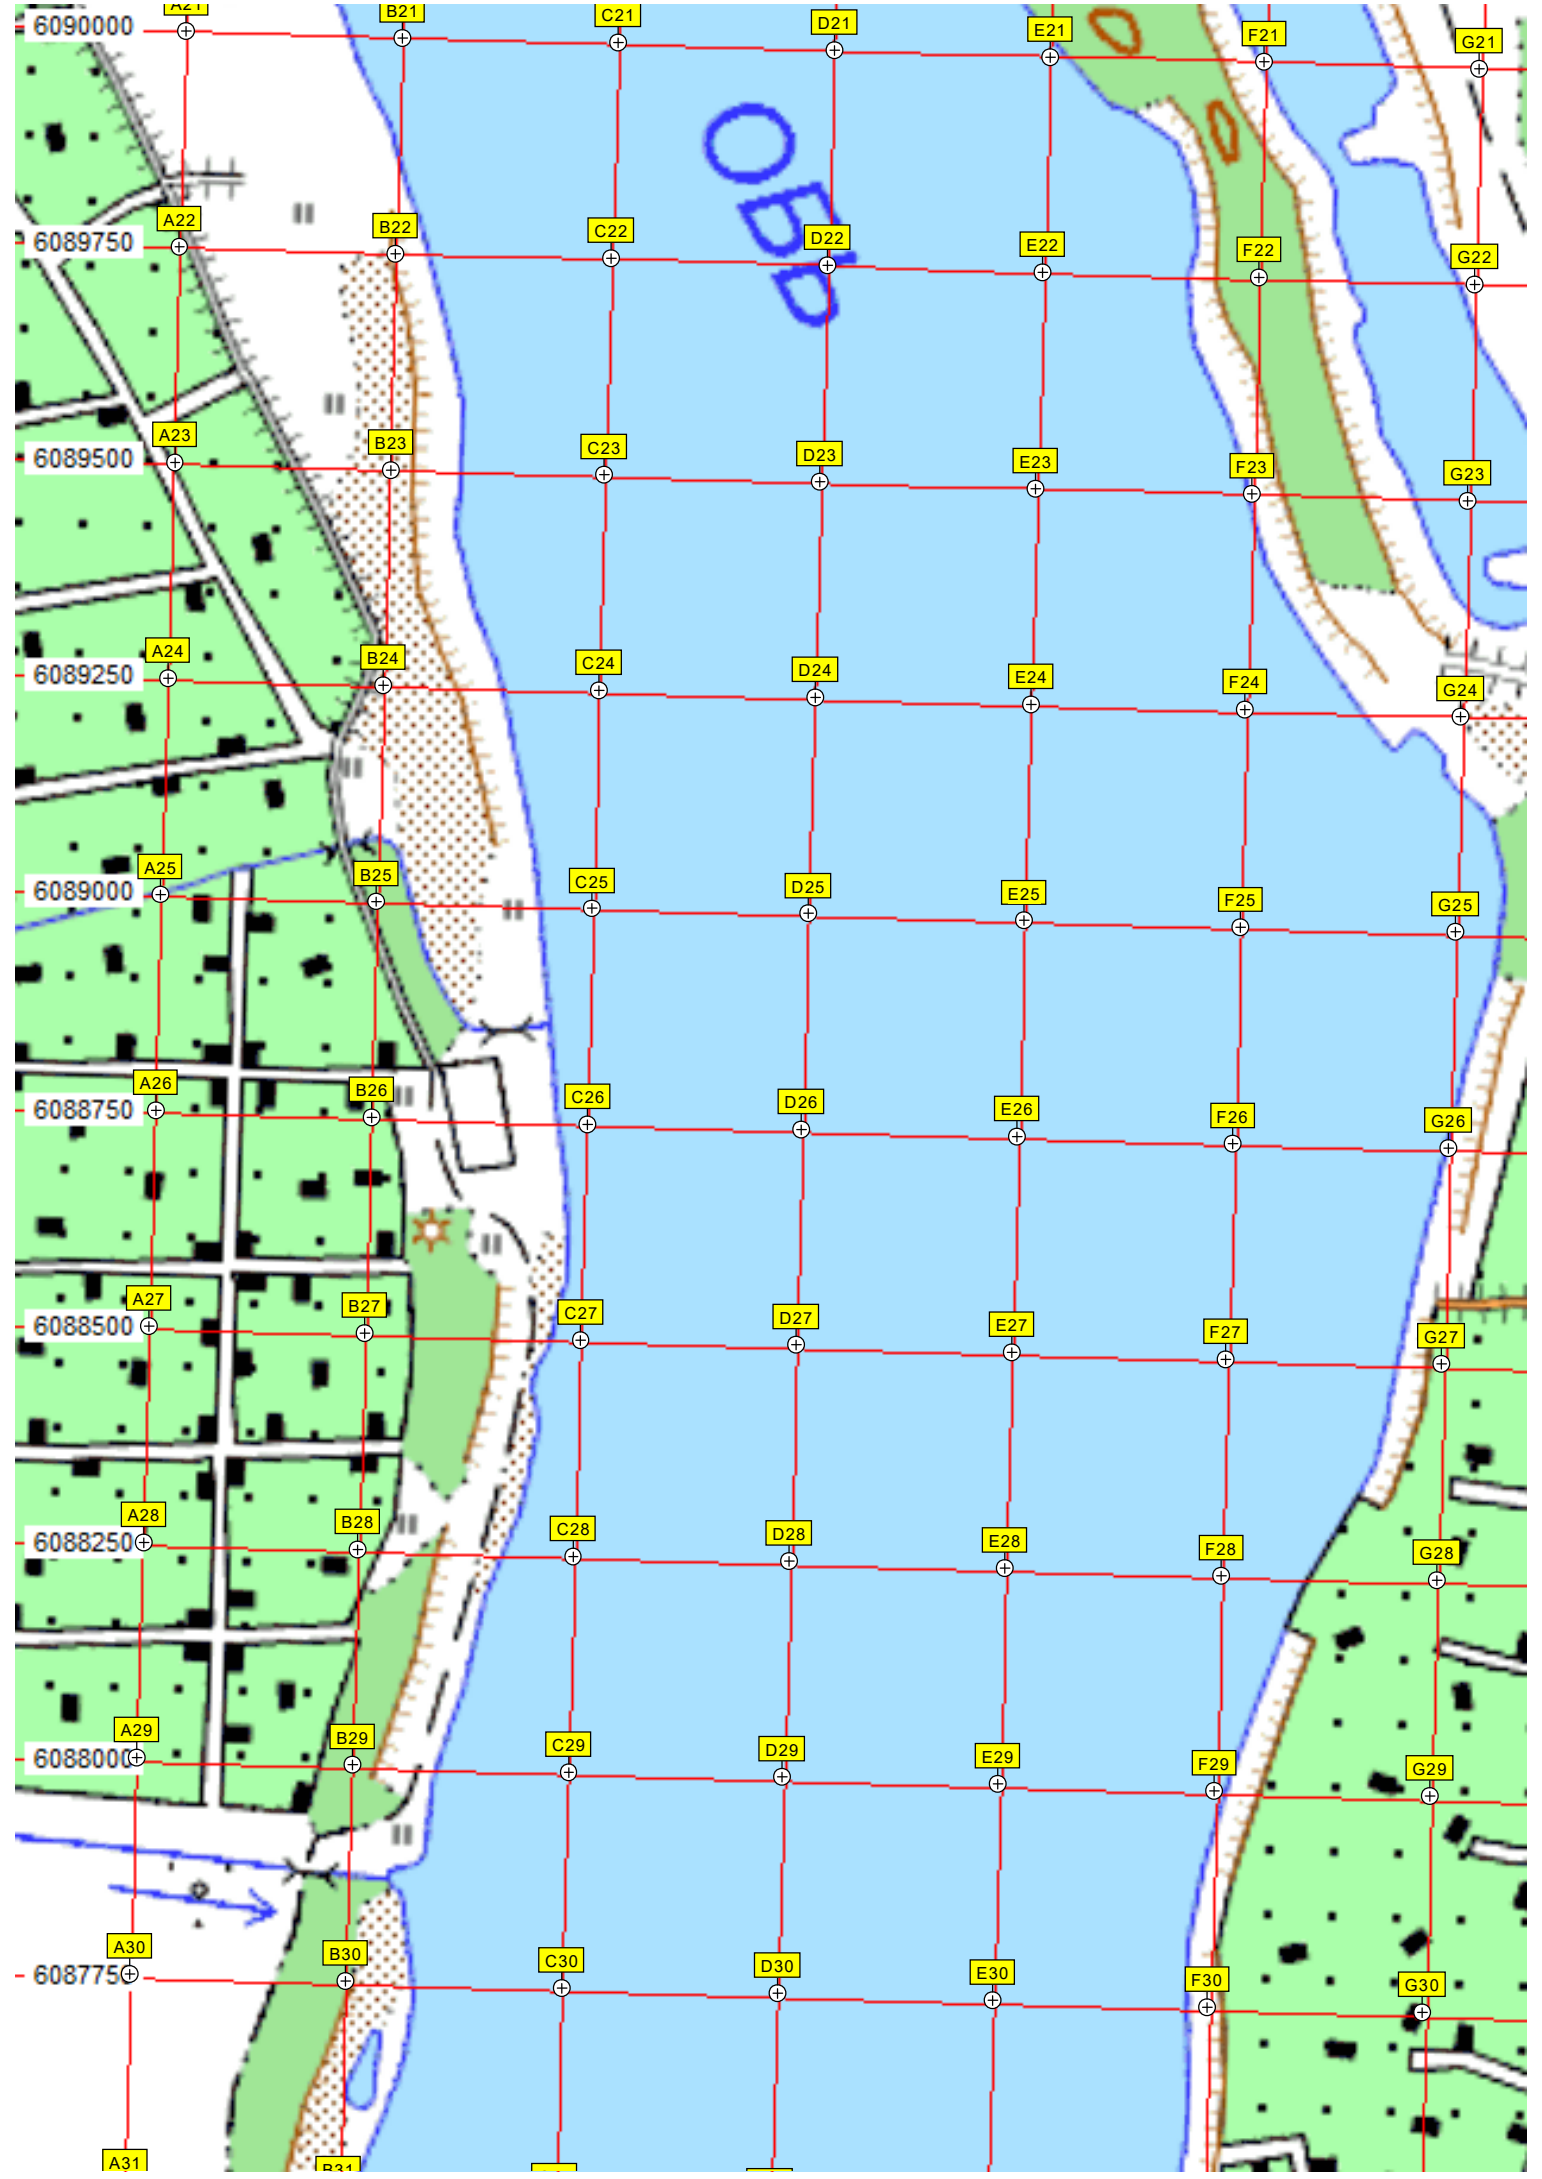 A21 B21 C21 D21 E21 F21 G21
6090000
ОБЬ
A22 B22 C22 D22 E22 F22 G22
6089750
A23 B23 C23 D23 E23 F23 G23
6089500
A24 B24 C24 D24 E24 F24 G24
6089250
A25 B25 C25 D25 E25 F25 G25
6089000
A26 B26 C26 D26 E26 F26 G26
6088750
A27 B27 C27 D27 E27 F27 G27
6088500
A28 B28 C28 D28 E28 F28 G28
6088250
A29 B29 C29 D29 E29 F29 G29
6088000
A30 B30 C30 D30 E30 F30 G30
6087750
A31 B31